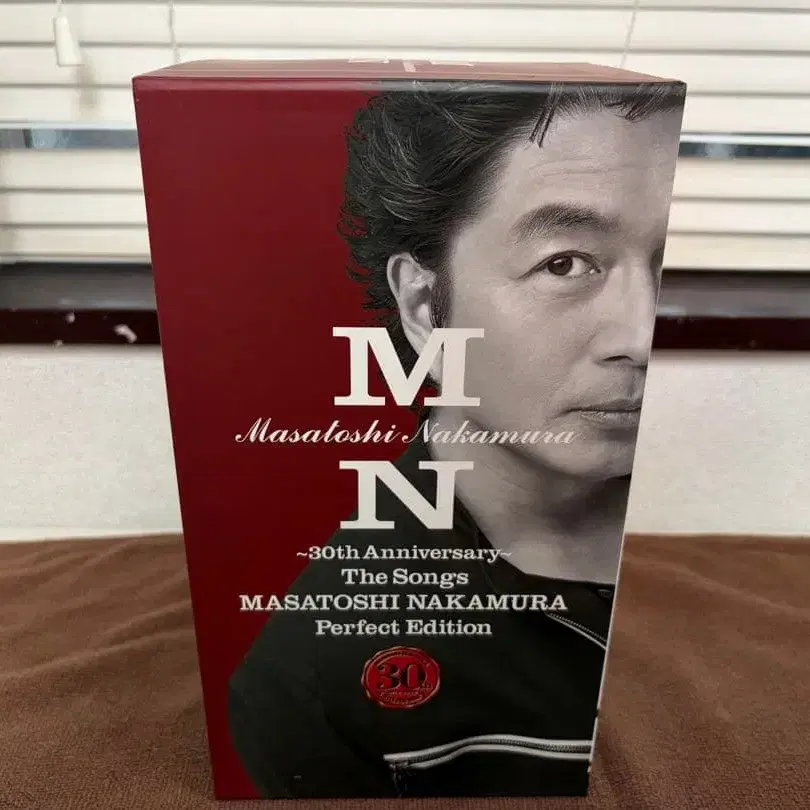 M
Masatoshi Nakamura
N
~30th Anniversary~
The Songs
MASATOSHI NAKAMURA
Perfect Edition
30